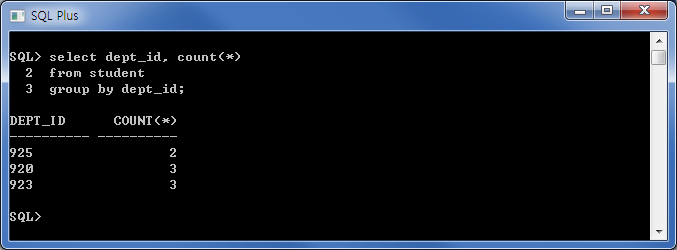 SQL Plus
SQL> select dept_id, count(*)
  2  from student
  3  group by dept_id;
DEPT_ID      COUNT(*)
---------- ----------
925                 2
920                 3
923                 3
SQL>